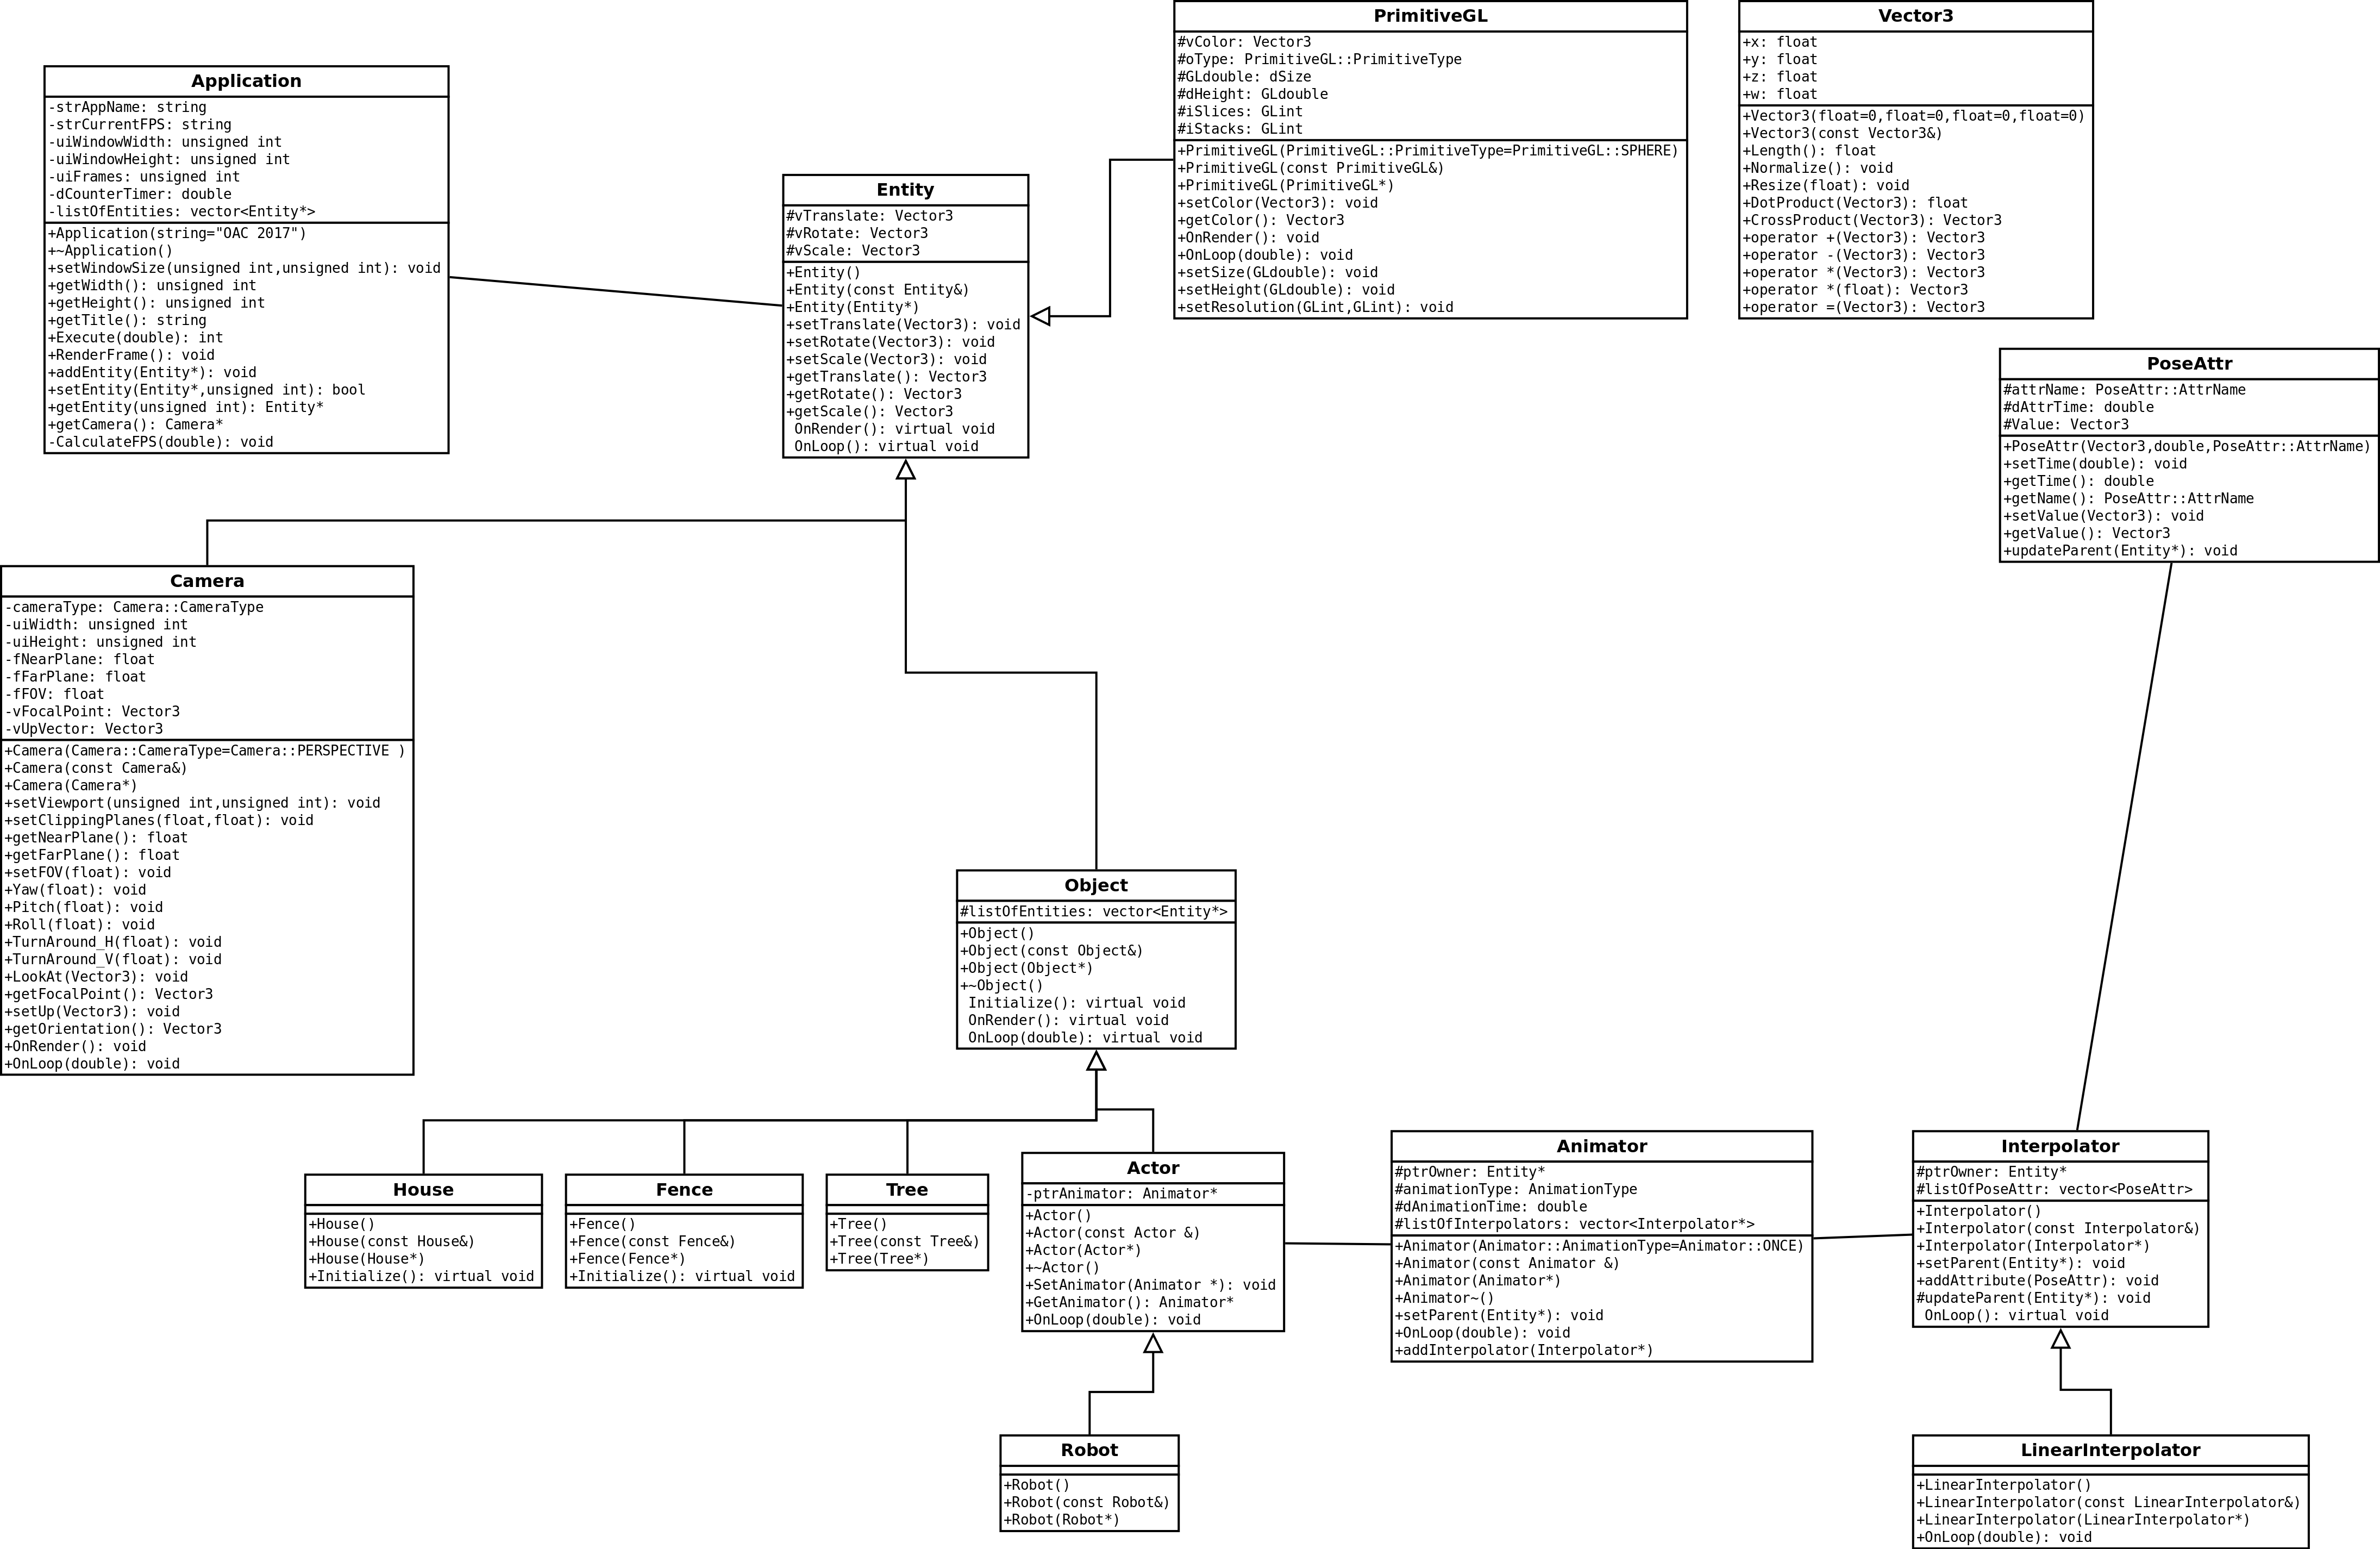 Application
-strAppName: string
-strCurrentFPS: string
-uiWindowWidth: unsigned int
-uiWindowHeight: unsigned int
-uiFrames: unsigned int
-dCounterTimer: double
-listOfEntities: vector<Entity*>
+Application(string="OAC 2017")
+~Application()
+setWindowSize(unsigned int,unsigned int): void
+getWidth(): unsigned int
+getHeight(): unsigned int
+getTitle(): string
+Execute(double): int
+RenderFrame(): void
+addEntity(Entity*): void
+setEntity(Entity*,unsigned int): bool
+getEntity(unsigned int): Entity*
+getCamera(): Camera*
-CalculateFPS(double): void
Entity
#vTranslate: Vector3
#vRotate: Vector3
#vScale: Vector3
+Entity()
+Entity(const Entity&)
+Entity(Entity*)
+setTranslate(Vector3): void
+setRotate(Vector3): void
+setScale(Vector3): void
+getTranslate(): Vector3
+getRotate(): Vector3
+getScale(): Vector3
OnRender(): virtual void
OnLoop(): virtual void
PrimitiveGL
#vColor: Vector3
#oType: PrimitiveGL::PrimitiveType
#GLdouble: dSize
#dHeight: GLdouble
#iSlices: GLint
#iStacks: GLint
+PrimitiveGL(PrimitiveGL::PrimitiveType=PrimitiveGL::SPHERE)
+PrimitiveGL(const PrimitiveGL&)
+PrimitiveGL(PrimitiveGL*)
+setColor(Vector3): void
+getColor(): Vector3
+OnRender(): void
+OnLoop(double): void
+setSize(GLdouble): void
+setHeight(GLdouble): void
+setResolution(GLint,GLint): void
Vector3
+x: float
+y: float
+z: float
+w: float
+Vector3(float=0,float=0,float=0,float=0)
+Vector3(const Vector3&)
+Length(): float
+Normalize(): void
+Resize(float): void
+DotProduct(Vector3): float
+CrossProduct(Vector3): Vector3
+operator +(Vector3): Vector3
+operator -(Vector3): Vector3
+operator *(Vector3): Vector3
+operator *(float): Vector3
+operator =(Vector3): Vector3
PoseAttr
#attrName: PoseAttr::AttrName
#dAttrTime: double
#Value: Vector3
+PoseAttr(Vector3,double,PoseAttr::AttrName)
+setTime(double): void
+getTime(): double
+getName(): PoseAttr::AttrName
+setValue(Vector3): void
+getValue(): Vector3
+updateParent(Entity*): void
Camera
-cameraType: Camera::CameraType
-uiWidth: unsigned int
-uiHeight: unsigned int
-fNearPlane: float
-fFarPlane: float
-fFOV: float
-vFocalPoint: Vector3
-vUpVector: Vector3
+Camera(Camera::CameraType=Camera::PERSPECTIVE )
+Camera(const Camera&)
+Camera(Camera*)
+setViewport(unsigned int,unsigned int): void
+setClippingPlanes(float,float): void
+getNearPlane(): float
+getFarPlane(): float
+setFOV(float): void
+Yaw(float): void
+Pitch(float): void
+Roll(float): void
+TurnAround_H(float): void
+TurnAround_V(float): void
+LookAt(Vector3): void
+getFocalPoint(): Vector3
+setUp(Vector3): void
+getOrientation(): Vector3
+OnRender(): void
+OnLoop(double): void
Object
#listOfEntities: vector<Entity*>
+Object()
+Object(const Object&)
+Object(Object*)
+~Object()
Initialize(): virtual void
OnRender(): virtual void
OnLoop(double): virtual void
House
+House()
+House(const House&)
+House(House*)
+Initialize(): virtual void
Fence
+Fence()
+Fence(const Fence&)
+Fence(Fence*)
+Initialize(): virtual void
Tree
+Tree()
+Tree(const Tree&)
+Tree(Tree*)
Actor
-ptrAnimator: Animator*
+Actor()
+Actor(const Actor &)
+Actor(Actor*)
+~Actor()
+SetAnimator(Animator *): void
+GetAnimator(): Animator*
+OnLoop(double): void
Animator
#ptrOwner: Entity*
#animationType: AnimationType
#dAnimationTime: double
#listOfInterpolators: vector<Interpolator*>
+Animator(Animator::AnimationType=Animator::ONCE)
+Animator(const Animator &)
+Animator(Animator*)
+Animator~()
+setParent(Entity*): void
+OnLoop(double): void
+addInterpolator(Interpolator*)
Interpolator
#ptrOwner: Entity*
#listOfPoseAttr: vector<PoseAttr>
+Interpolator()
+Interpolator(const Interpolator&)
+Interpolator(Interpolator*)
+setParent(Entity*): void
+addAttribute(PoseAttr): void
#updateParent(Entity*): void
OnLoop(): virtual void
Robot
+Robot()
+Robot(const Robot&)
+Robot(Robot*)
LinearInterpolator
+LinearInterpolator()
+LinearInterpolator(const LinearInterpolator&)
+LinearInterpolator(LinearInterpolator*)
+OnLoop(double): void